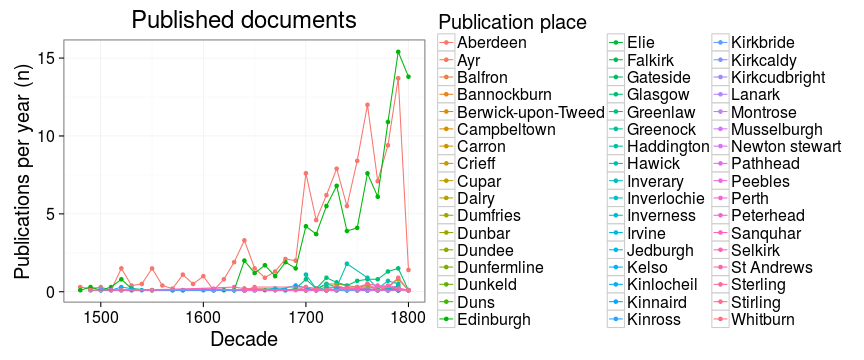 Published documents
Publications per year (n)
15
10
5
0
1500
1600
1700
1800
Decade
Publication place
Aberdeen
Ayr
Balfron
Bannockburn
Berwick-upon-Tweed
Campbeltown
Carron
Crieff
Cupar
Dalry
Dumfries
Dunbar
Dundee
Dunfermline
Dunkeld
Duns
Edinburgh
Elie
Falkirk
Gateside
Glasgow
Greenlaw
Greenock
Haddington
Hawick
Inverary
Inverlochie
Inverness
Irvine
Jedburgh
Kelso
Kinlocheil
Kinnaird
Kinross
Kirkbride
Kirkcaldy
Kirkcudbright
Lanark
Montrose
Musselburgh
Newton stewart
Pathhead
Peebles
Perth
Peterhead
Sanquhar
Selkirk
St Andrews
Sterling
Stirling
Whitburn